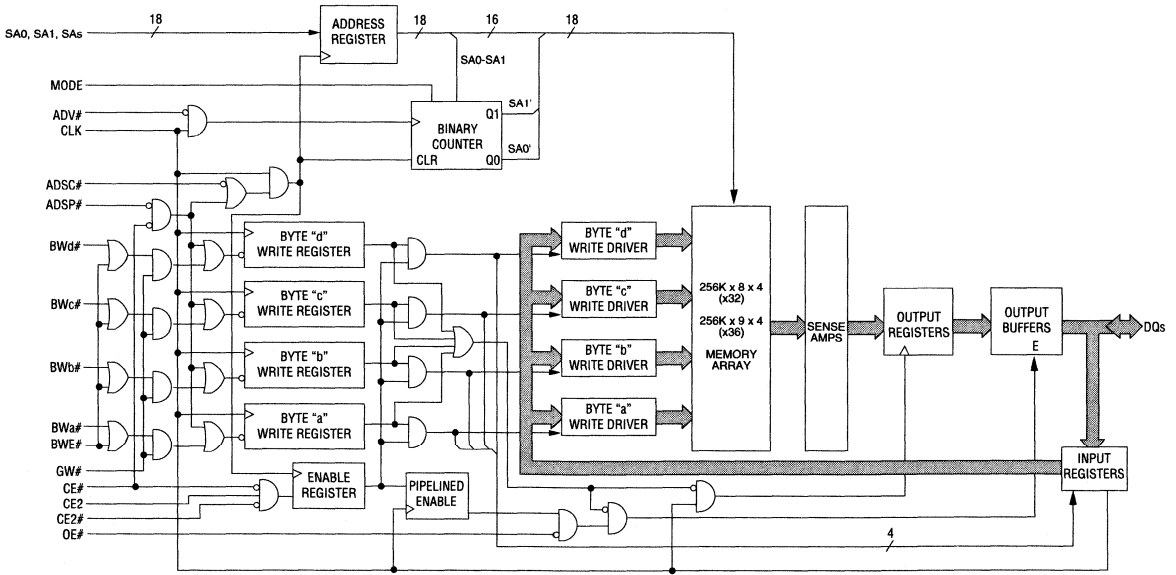 SA0, SA1, SAs
18
ADDRESS
REGISTER
18
16
18
SA0-SA1
MODE
ADV#
CLK
BINARY
COUNTER
Q1
SA1'
CLR
Q0
SA0'
ADSC#
ADSP#
BWd#
BYTE "d"
WRITE REGISTER
BYTE "d"
WRITE DRIVER
BWc#
BYTE "c"
WRITE REGISTER
BYTE "c"
WRITE DRIVER
BWb#
BYTE "b"
WRITE REGISTER
BYTE "b"
WRITE DRIVER
BWa#
BWE#
BYTE "a"
WRITE REGISTER
BYTE "a"
WRITE DRIVER
256K x 8 x 4
(x32)
256K x 9 x 4
(x36)
MEMORY
ARRAY
SENSE
AMPS
OUTPUT
REGISTERS
OUTPUT
BUFFERS
E
DQs
GW#
CE#
CE2
CE2#
OE#
ENABLE
REGISTER
PIPELINED
ENABLE
INPUT
REGISTERS
4